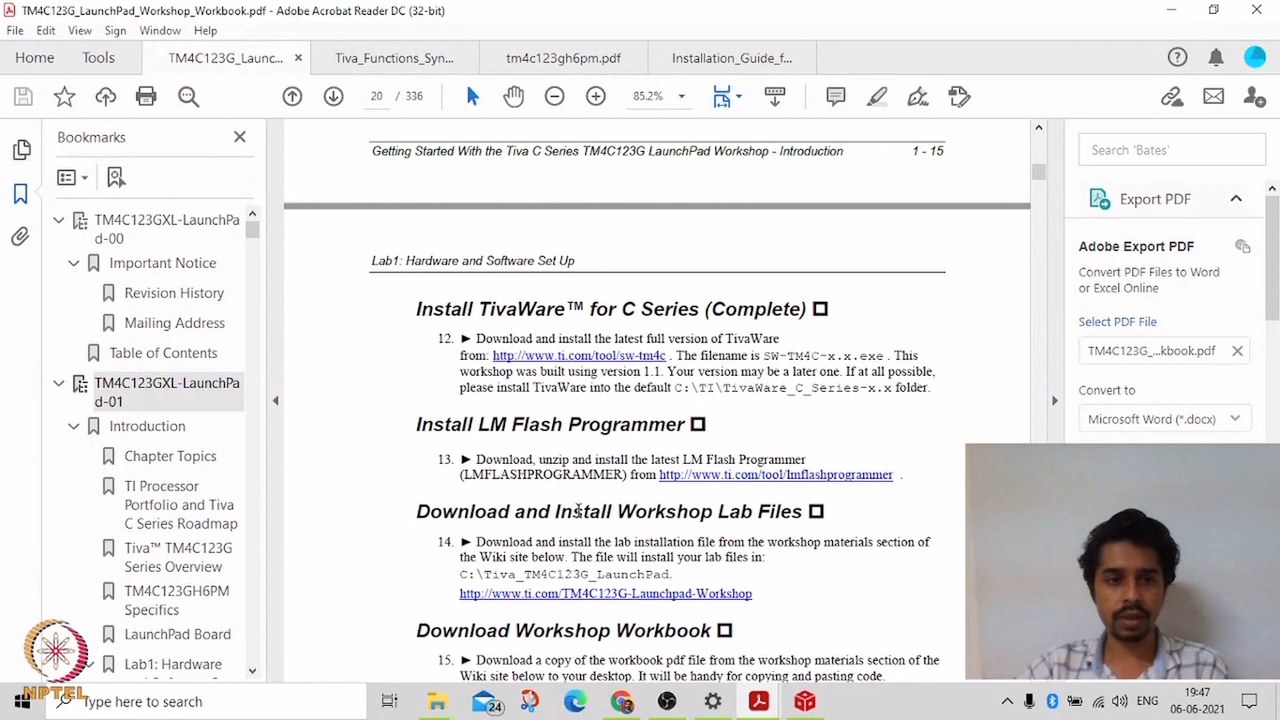 TM4C123G_LaunchPad_Workshop_Workbook.pdf - Adobe Acrobat Reader DC (32-bit)
File Edit View Sign Window Help
Home Tools TM4C123G_Launc... Tiva_Functions_Syn... tm4c123gh6pm.pdf Installation_Guide_f...
20 / 336 85.2%
Bookmarks
TM4C123GXL-LaunchPa
d-00
Important Notice
Revision History
Mailing Address
Table of Contents
TM4C123GXL-LaunchPa
d-01
Introduction
Chapter Topics
TI Processor
Portfolio and Tiva
C Series Roadmap
Tiva™ TM4C123G
Series Overview
TM4C123GH6PM
Specifics
LaunchPad Board
Lab1: Hardware
Getting Started With the Tiva C Series TM4C123G LaunchPad Workshop - Introduction 1 - 15
Lab1: Hardware and Software Set Up
Install TivaWare™ for C Series (Complete)
12. ► Download and install the latest full version of TivaWare
from: http://www.ti.com/tool/sw-tm4c . The filename is SW-TM4C-x.x.exe . This
workshop was built using version 1.1. Your version may be a later one. If at all possible,
please install TivaWare into the default C:\TI\TivaWare_C_Series-x.x folder.
Install LM Flash Programmer
13. ► Download, unzip and install the latest LM Flash Programmer
(LMFLASHPROGRAMMER) from http://www.ti.com/tool/lmflashprogrammer .
Download and Install Workshop Lab Files
14. ► Download and install the lab installation file from the workshop materials section of
the Wiki site below. The file will install your lab files in:
C:\Tiva_TM4C123G_LaunchPad.
http://www.ti.com/TM4C123G-Launchpad-Workshop
Download Workshop Workbook
15. ► Download a copy of the workbook pdf file from the workshop materials section of the
Wiki site below to your desktop. It will be handy for copying and pasting code.
Search 'Bates'
Export PDF
Adobe Export PDF
Convert PDF Files to Word
or Excel Online
Select PDF File
TM4C123G_...kbook.pdf
Convert to
Microsoft Word (*.docx)
NPTEL
Type here to search
24
ENG
19:47
06-06-2021